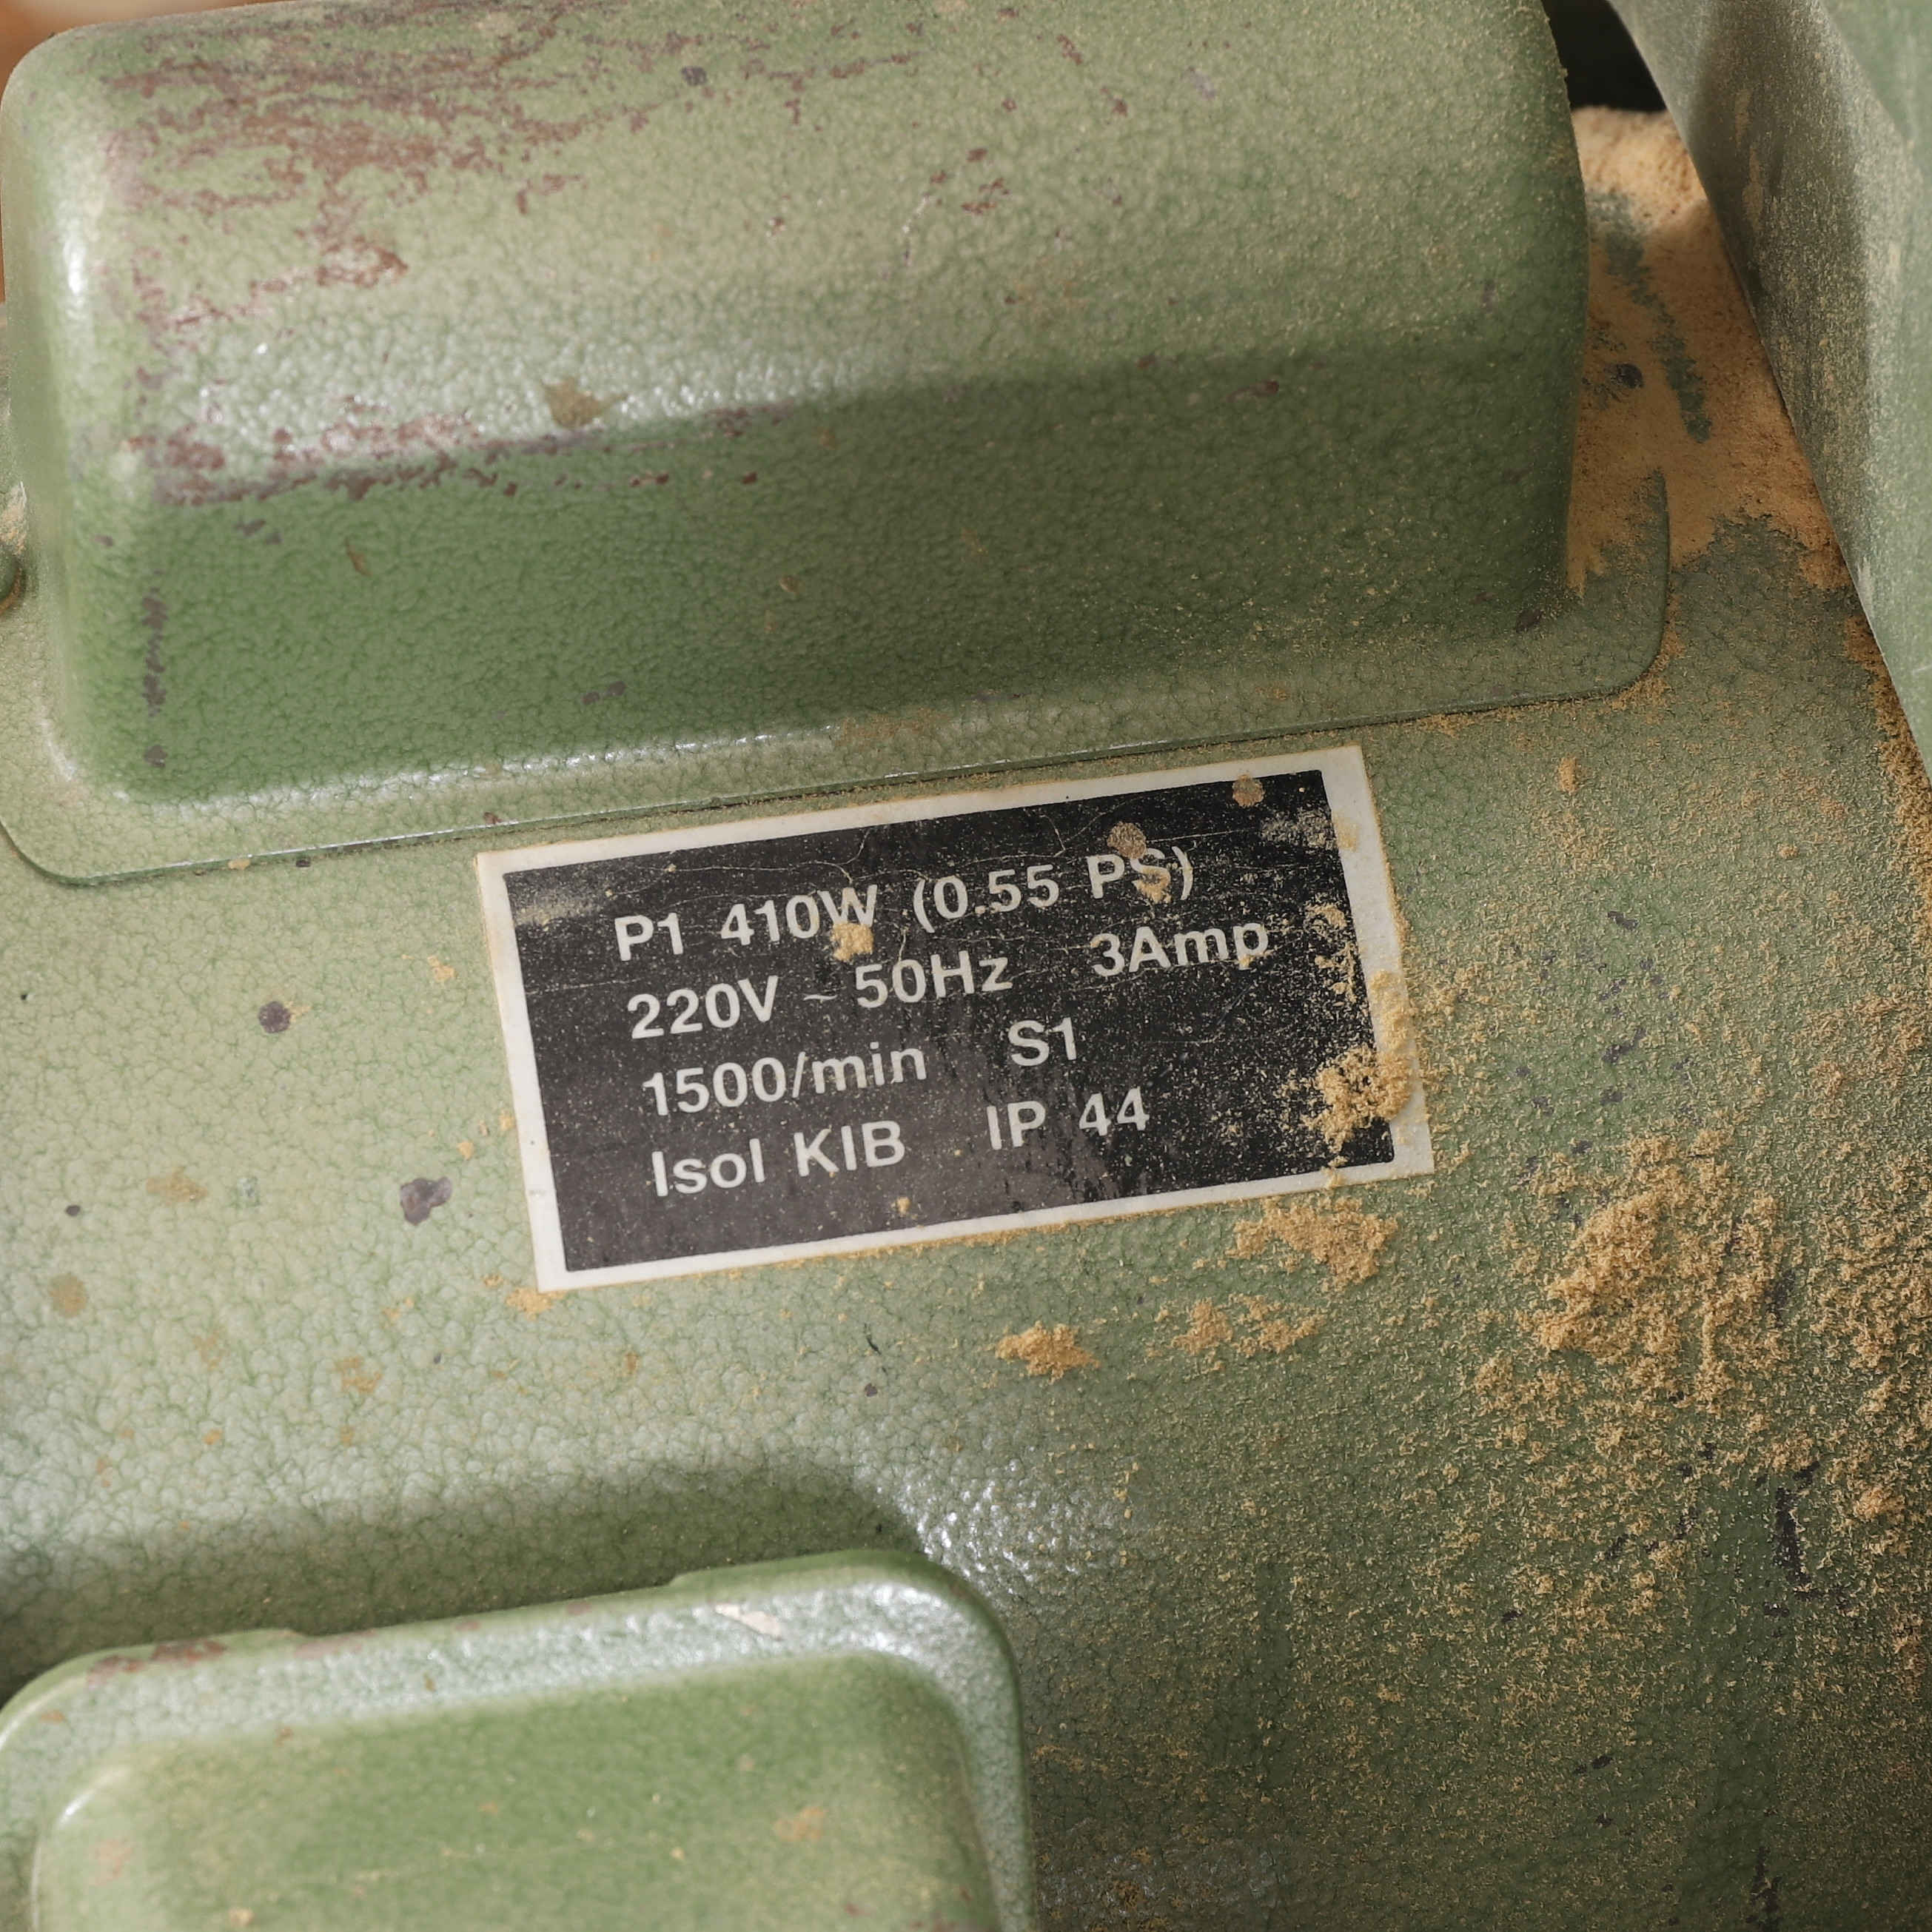 P1 410W (0.55 PS)
220V ~ 50Hz 3Amp
1500/min S1
Isol KIB IP 44